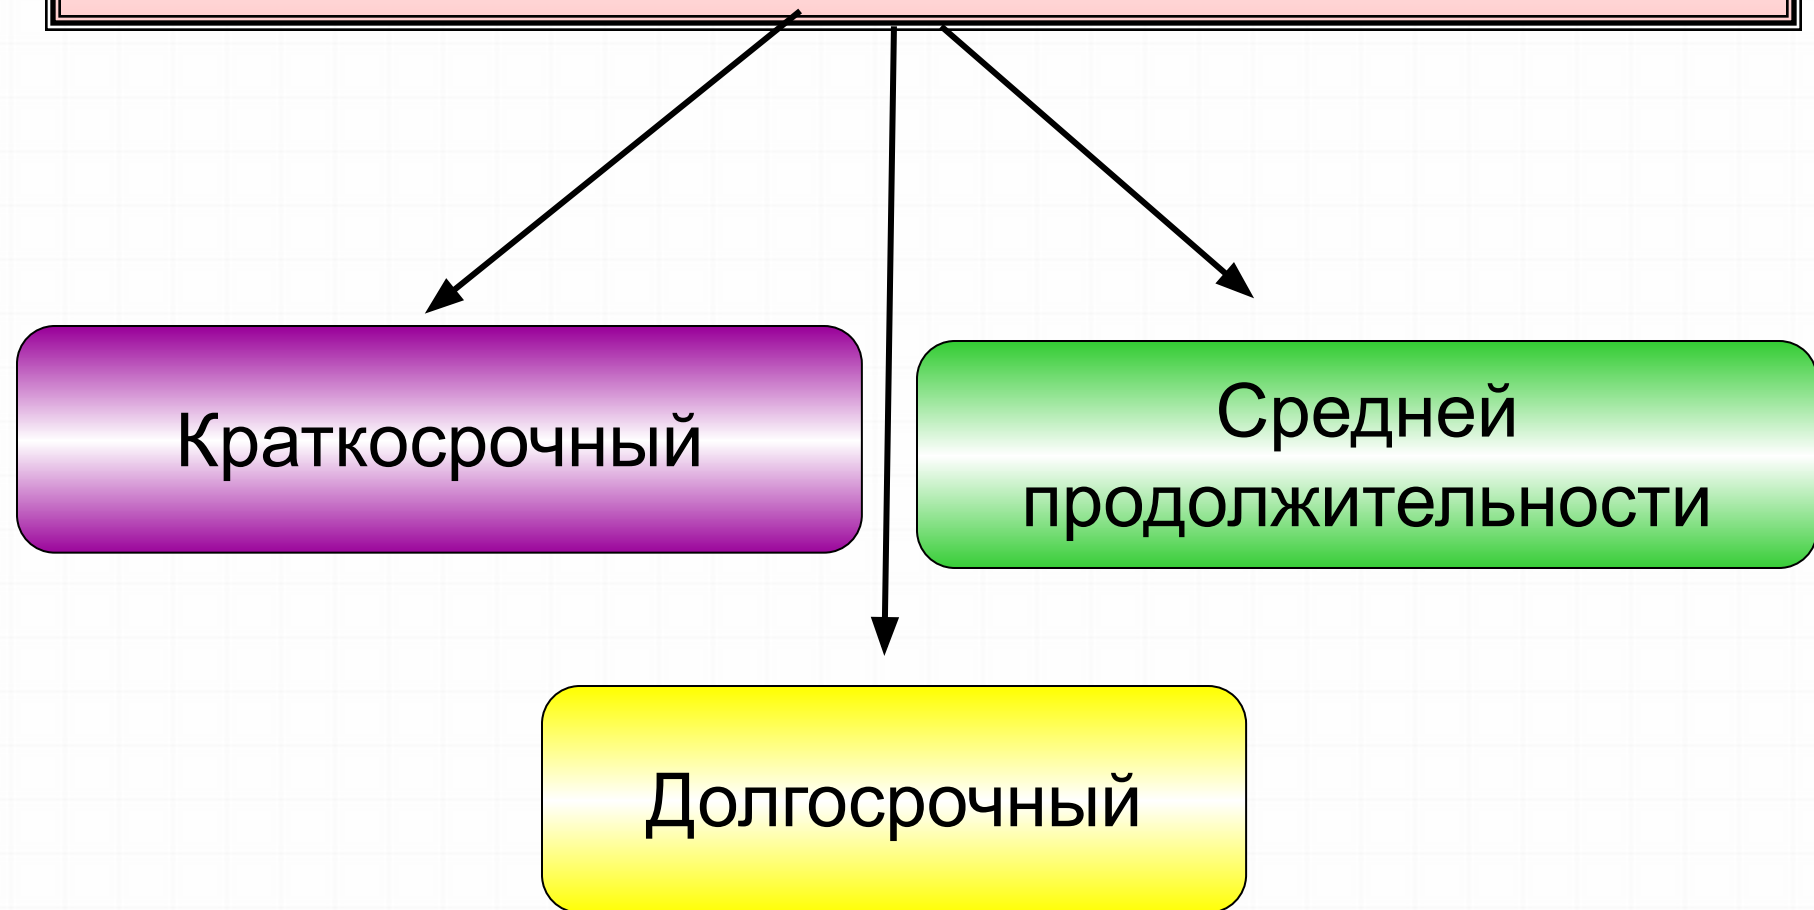 Краткосрочный
Средней
продолжительности
Долгосрочный